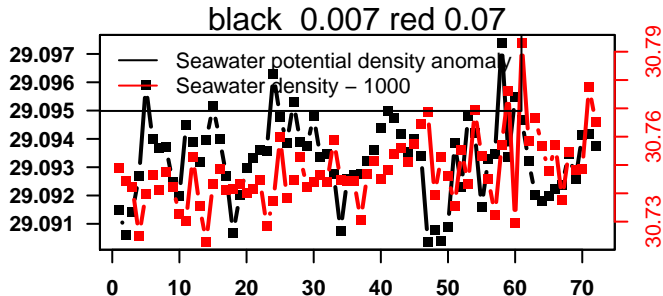 black 0.007 red 0.07
29.097
29.096
29.095
29.094
29.093
29.092
29.091
Seawater potential density anomaly
Seawater density − 1000
30.79
30.76
30.73
0 10 20 30 40 50 60 70